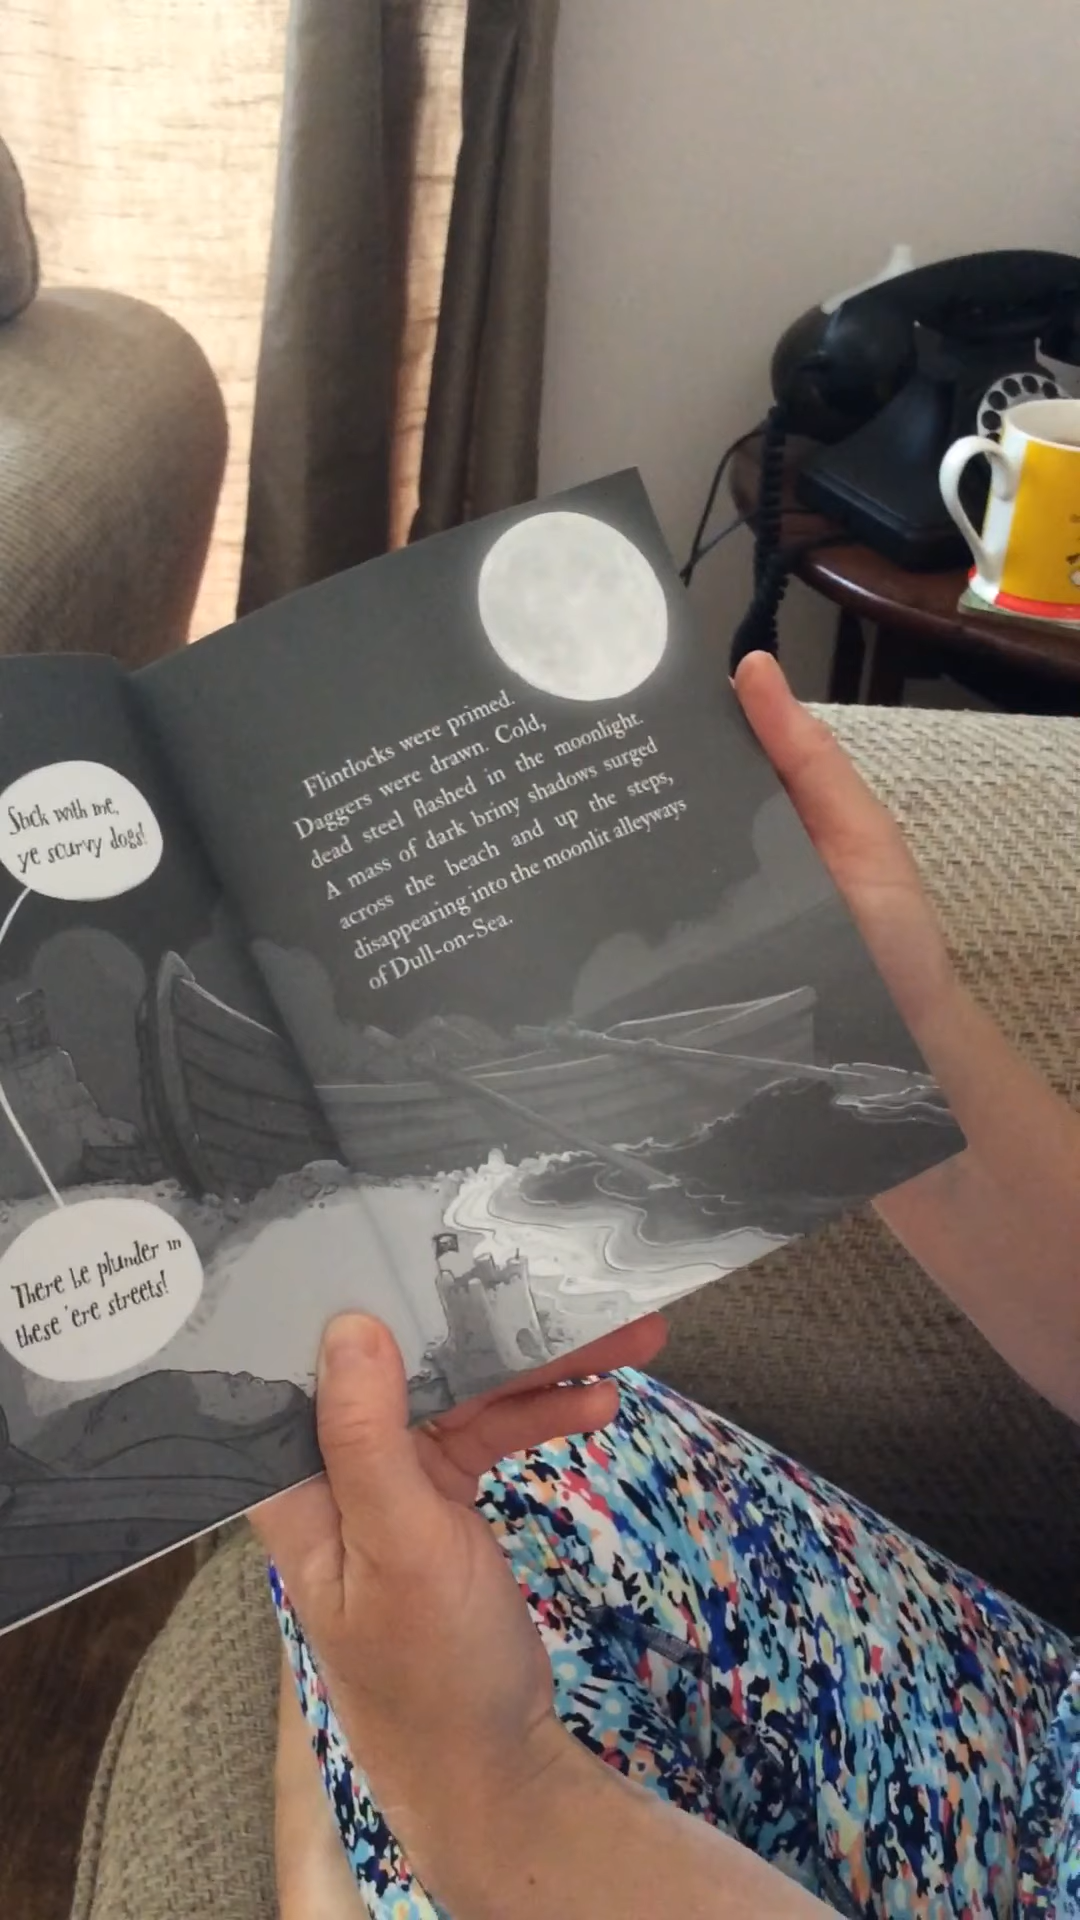 Stick with me,
ye scurvy dogs!
There be plunder in
these 'ere streets!
Flintlocks were primed.
Daggers were drawn. Cold,
dead steel flashed in the moonlight.
A mass of dark briny shadows surged
across the beach and up the steps,
disappearing into the moonlit alleyways
of Dull-on-Sea.